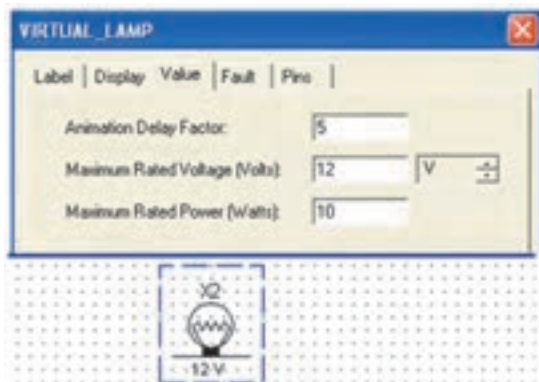 VIRTUAL_LAMP
Label | Display | Value | Fault | Pins |
Animation Delay Factor: 5
Maximum Rated Voltage (Volts): 12 V
Maximum Rated Power (Watts): 10
X2
12 V